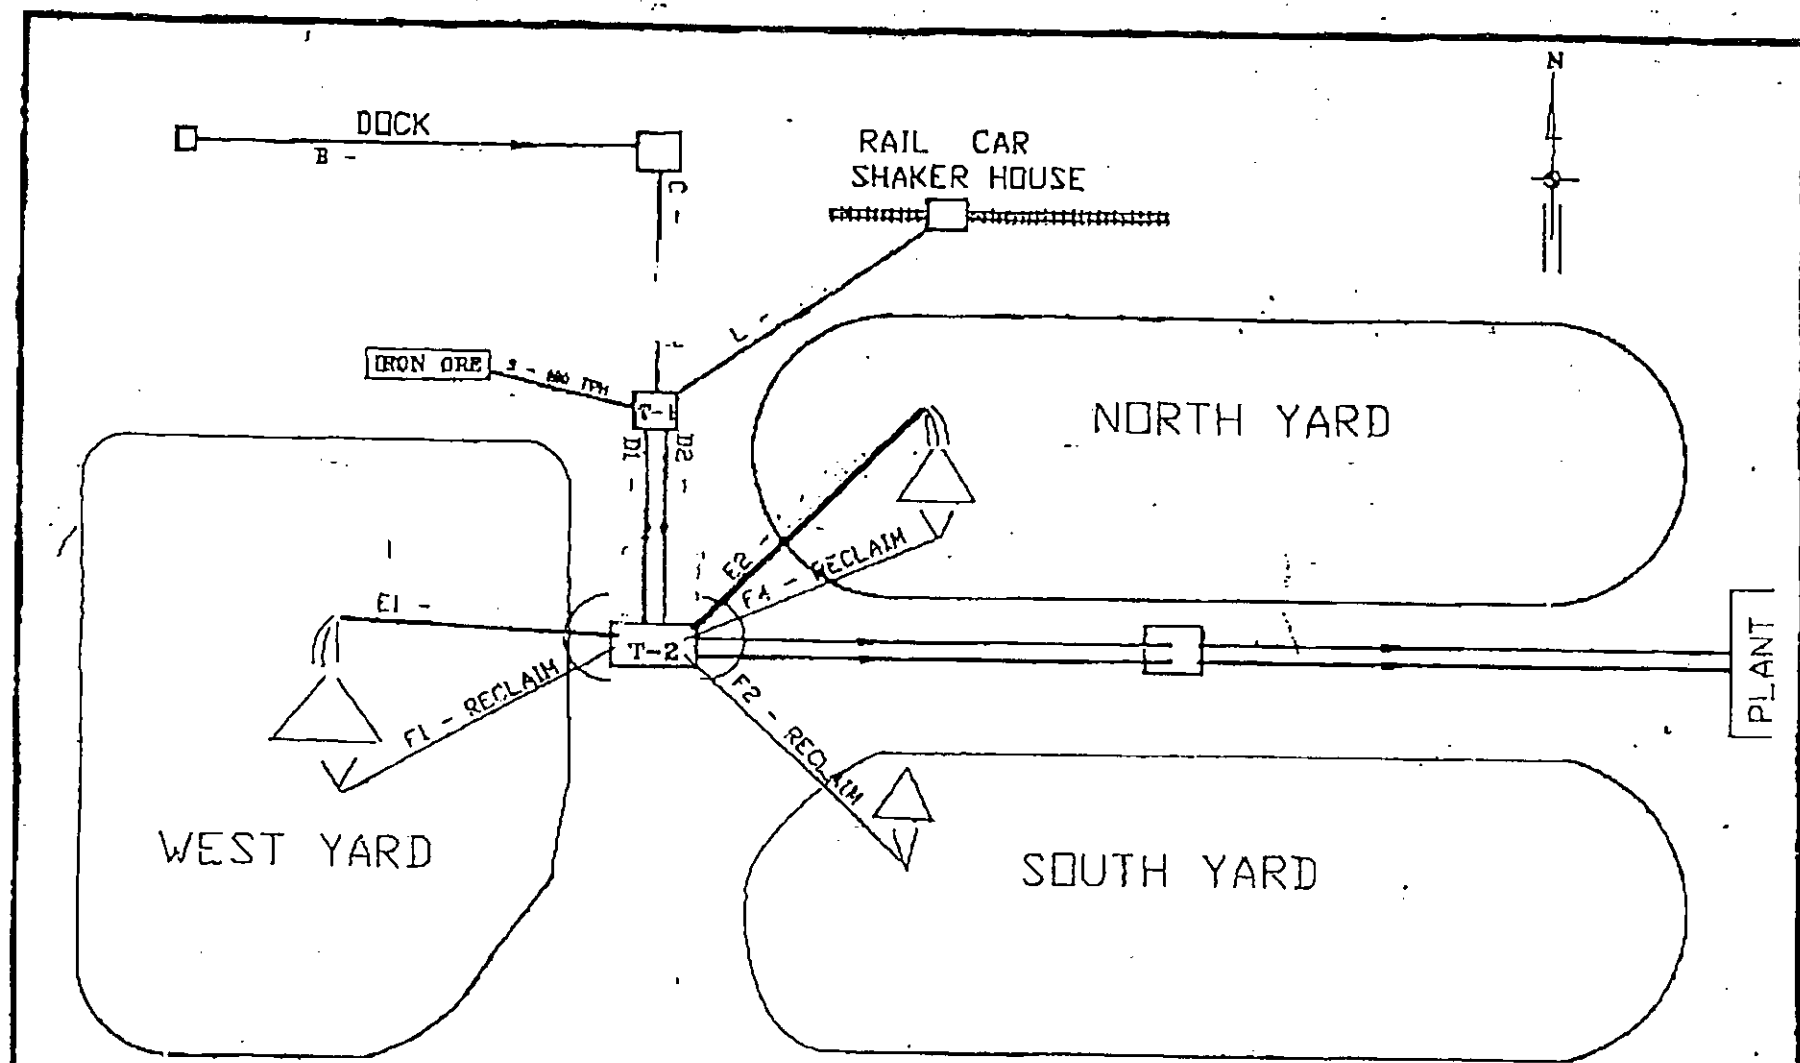 N
DOCK
B -
C -
RAIL CAR
SHAKER HOUSE
L -
IRON ORE
TPH
T-1
D1 -
D2 -
NORTH YARD
E2 -
F4 - RECLAIM
E1 -
T-2
F1 - RECLAIM
F2 - RECLAIM
PLANT
WEST YARD
SOUTH YARD